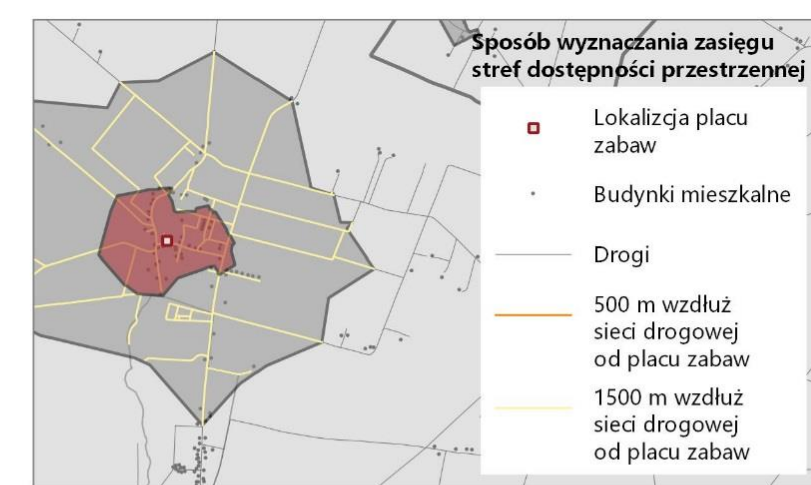 Sposób wyznaczania zasięgu
stref dostępności przestrzennej
Lokalizcja placu
zabaw
Budynki mieszkalne
Drogi
500 m wzdłuż
sieci drogowej
od placu zabaw
1500 m wzdłuż
sieci drogowej
od placu zabaw